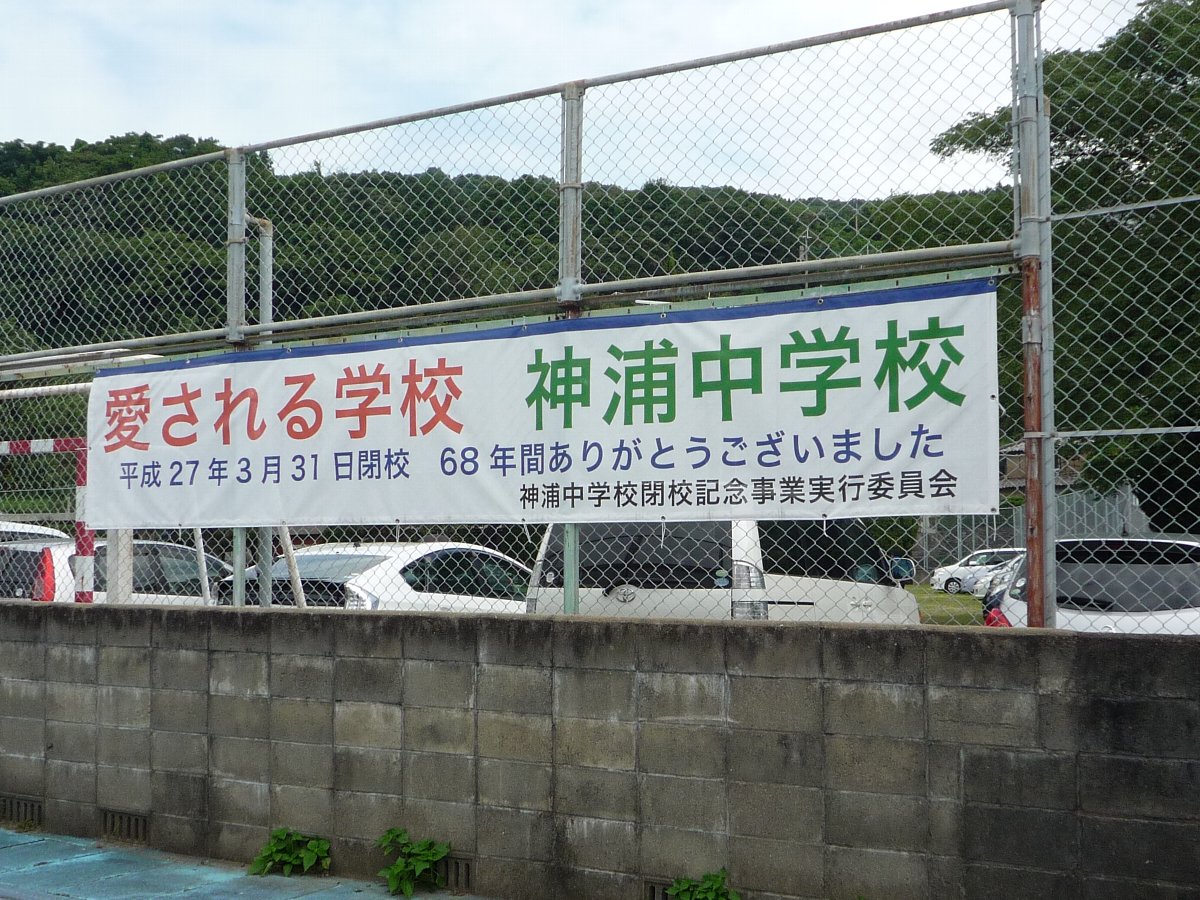 愛される学校 神浦中学校
平成27年3月31日閉校 68年間ありがとうございました
神浦中学校閉校記念事業実行委員会